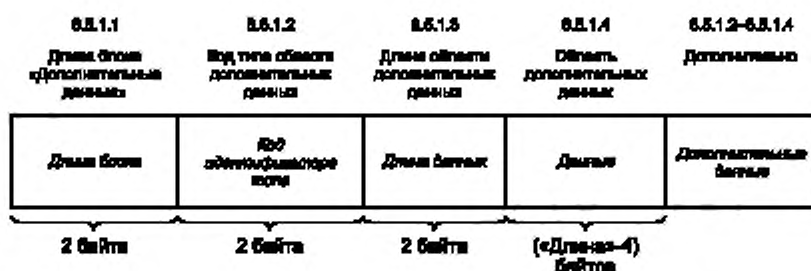 6.5.1.1 6.5.1.2 6.5.1.3 6.5.1.4 6.5.1.2–6.5.1.4
Длина блока Код типа области Длина области Область Дополнительно
«Дополнительные дополнительных дополнительных дополнительных
данные» данных данных данных
Длина блока Код Длина данных Данные Дополнительные
идентификатора данные
типа
2 байта 2 байта 2 байта («Длина»-4)
байтов